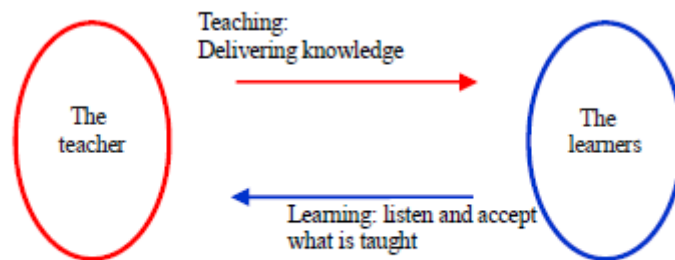 Teaching:
Delivering knowledge
The
teacher
The
learners
Learning: listen and accept
what is taught